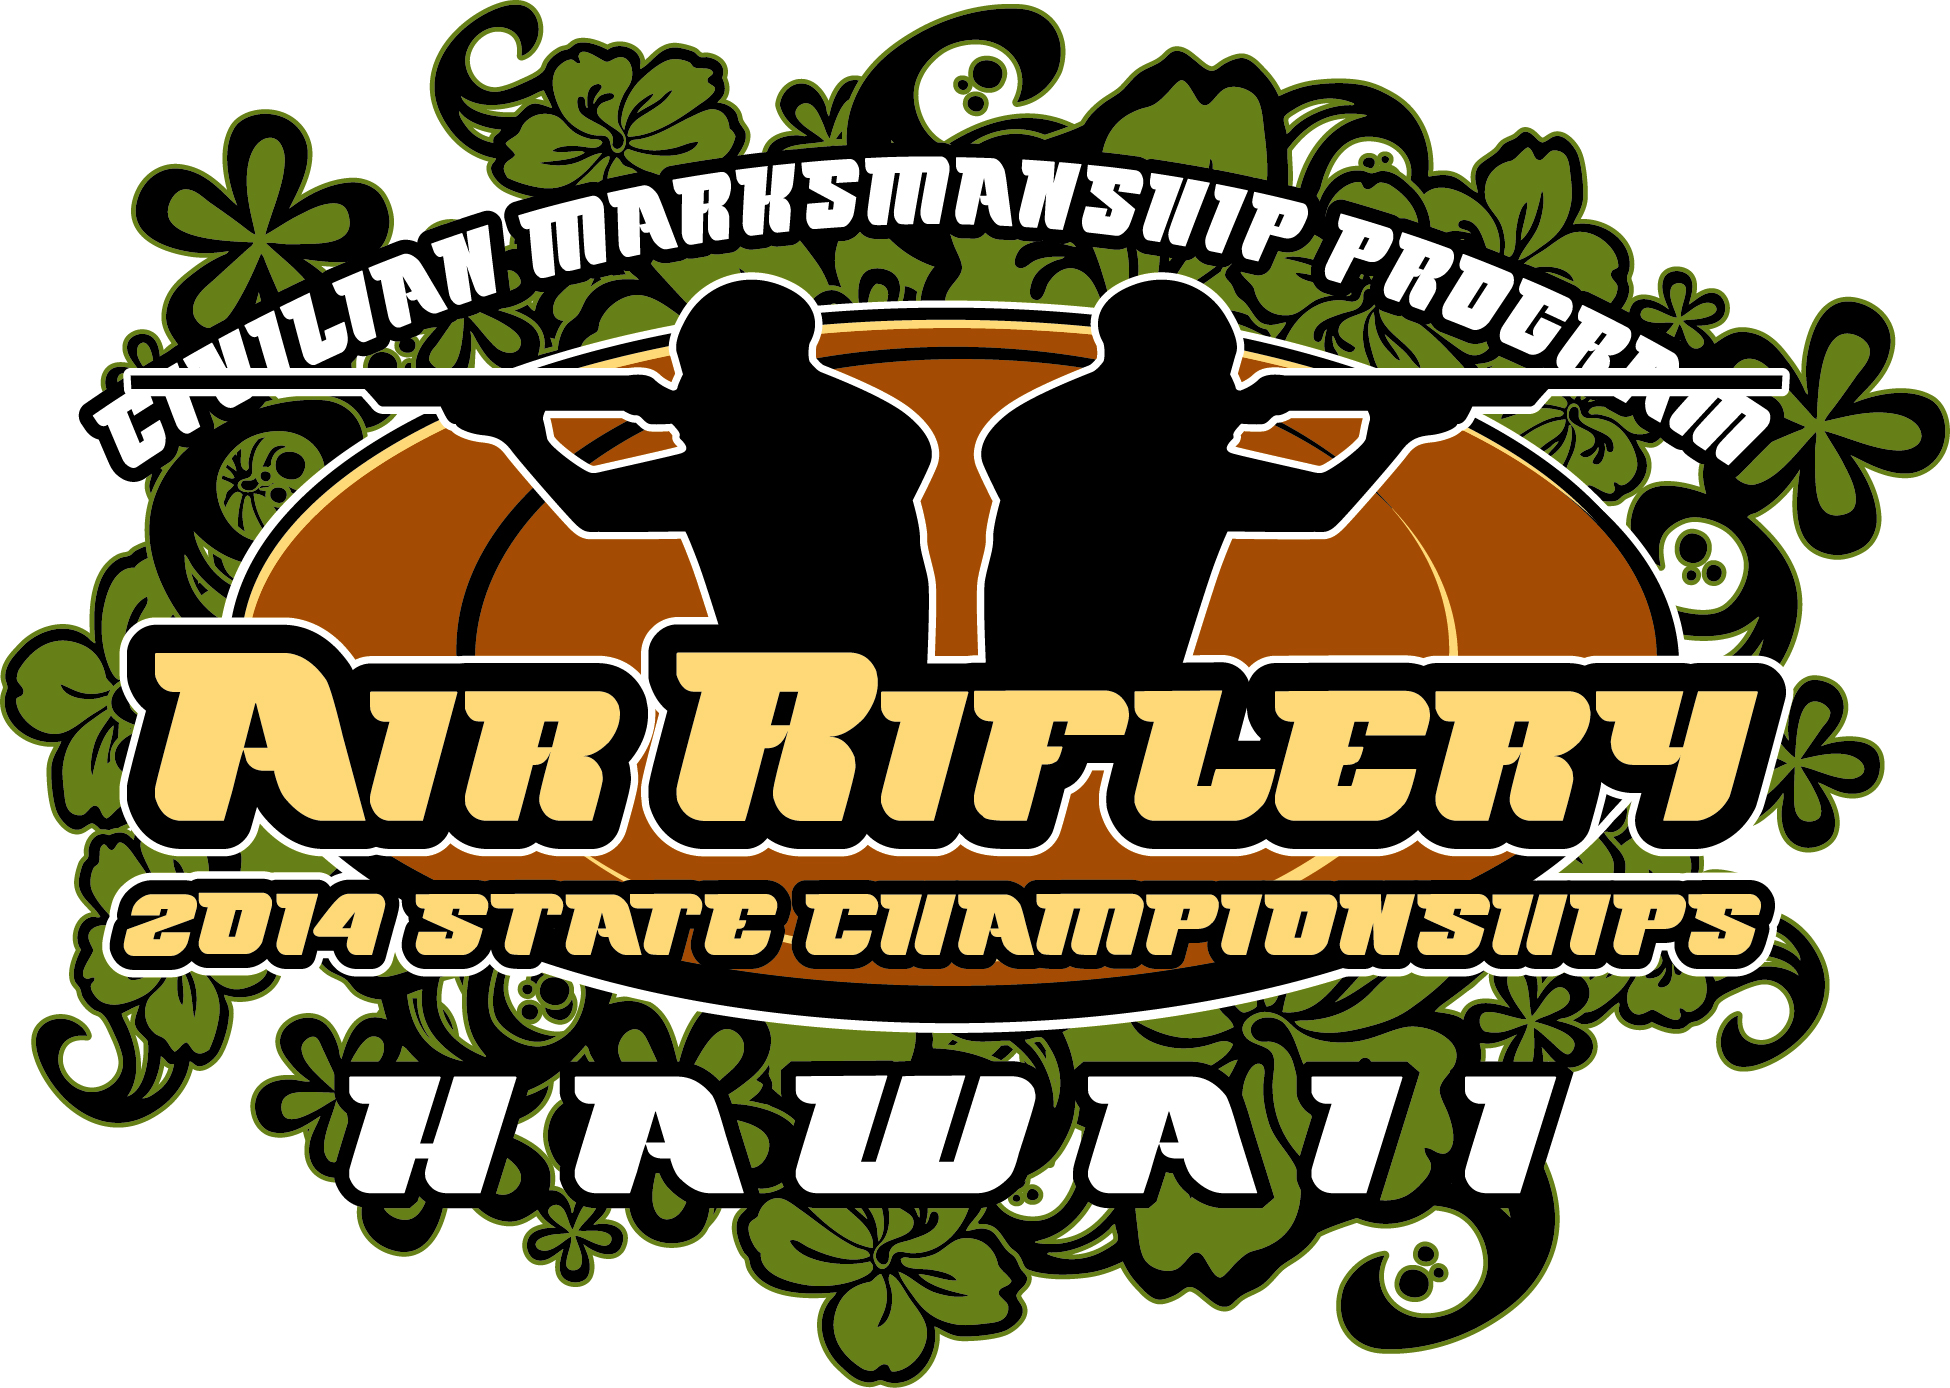 CIVILIAN MARKSMANSHIP PROGRAM
AIR RIFLERY
2014 STATE CHAMPIONSHIPS
HAWAII